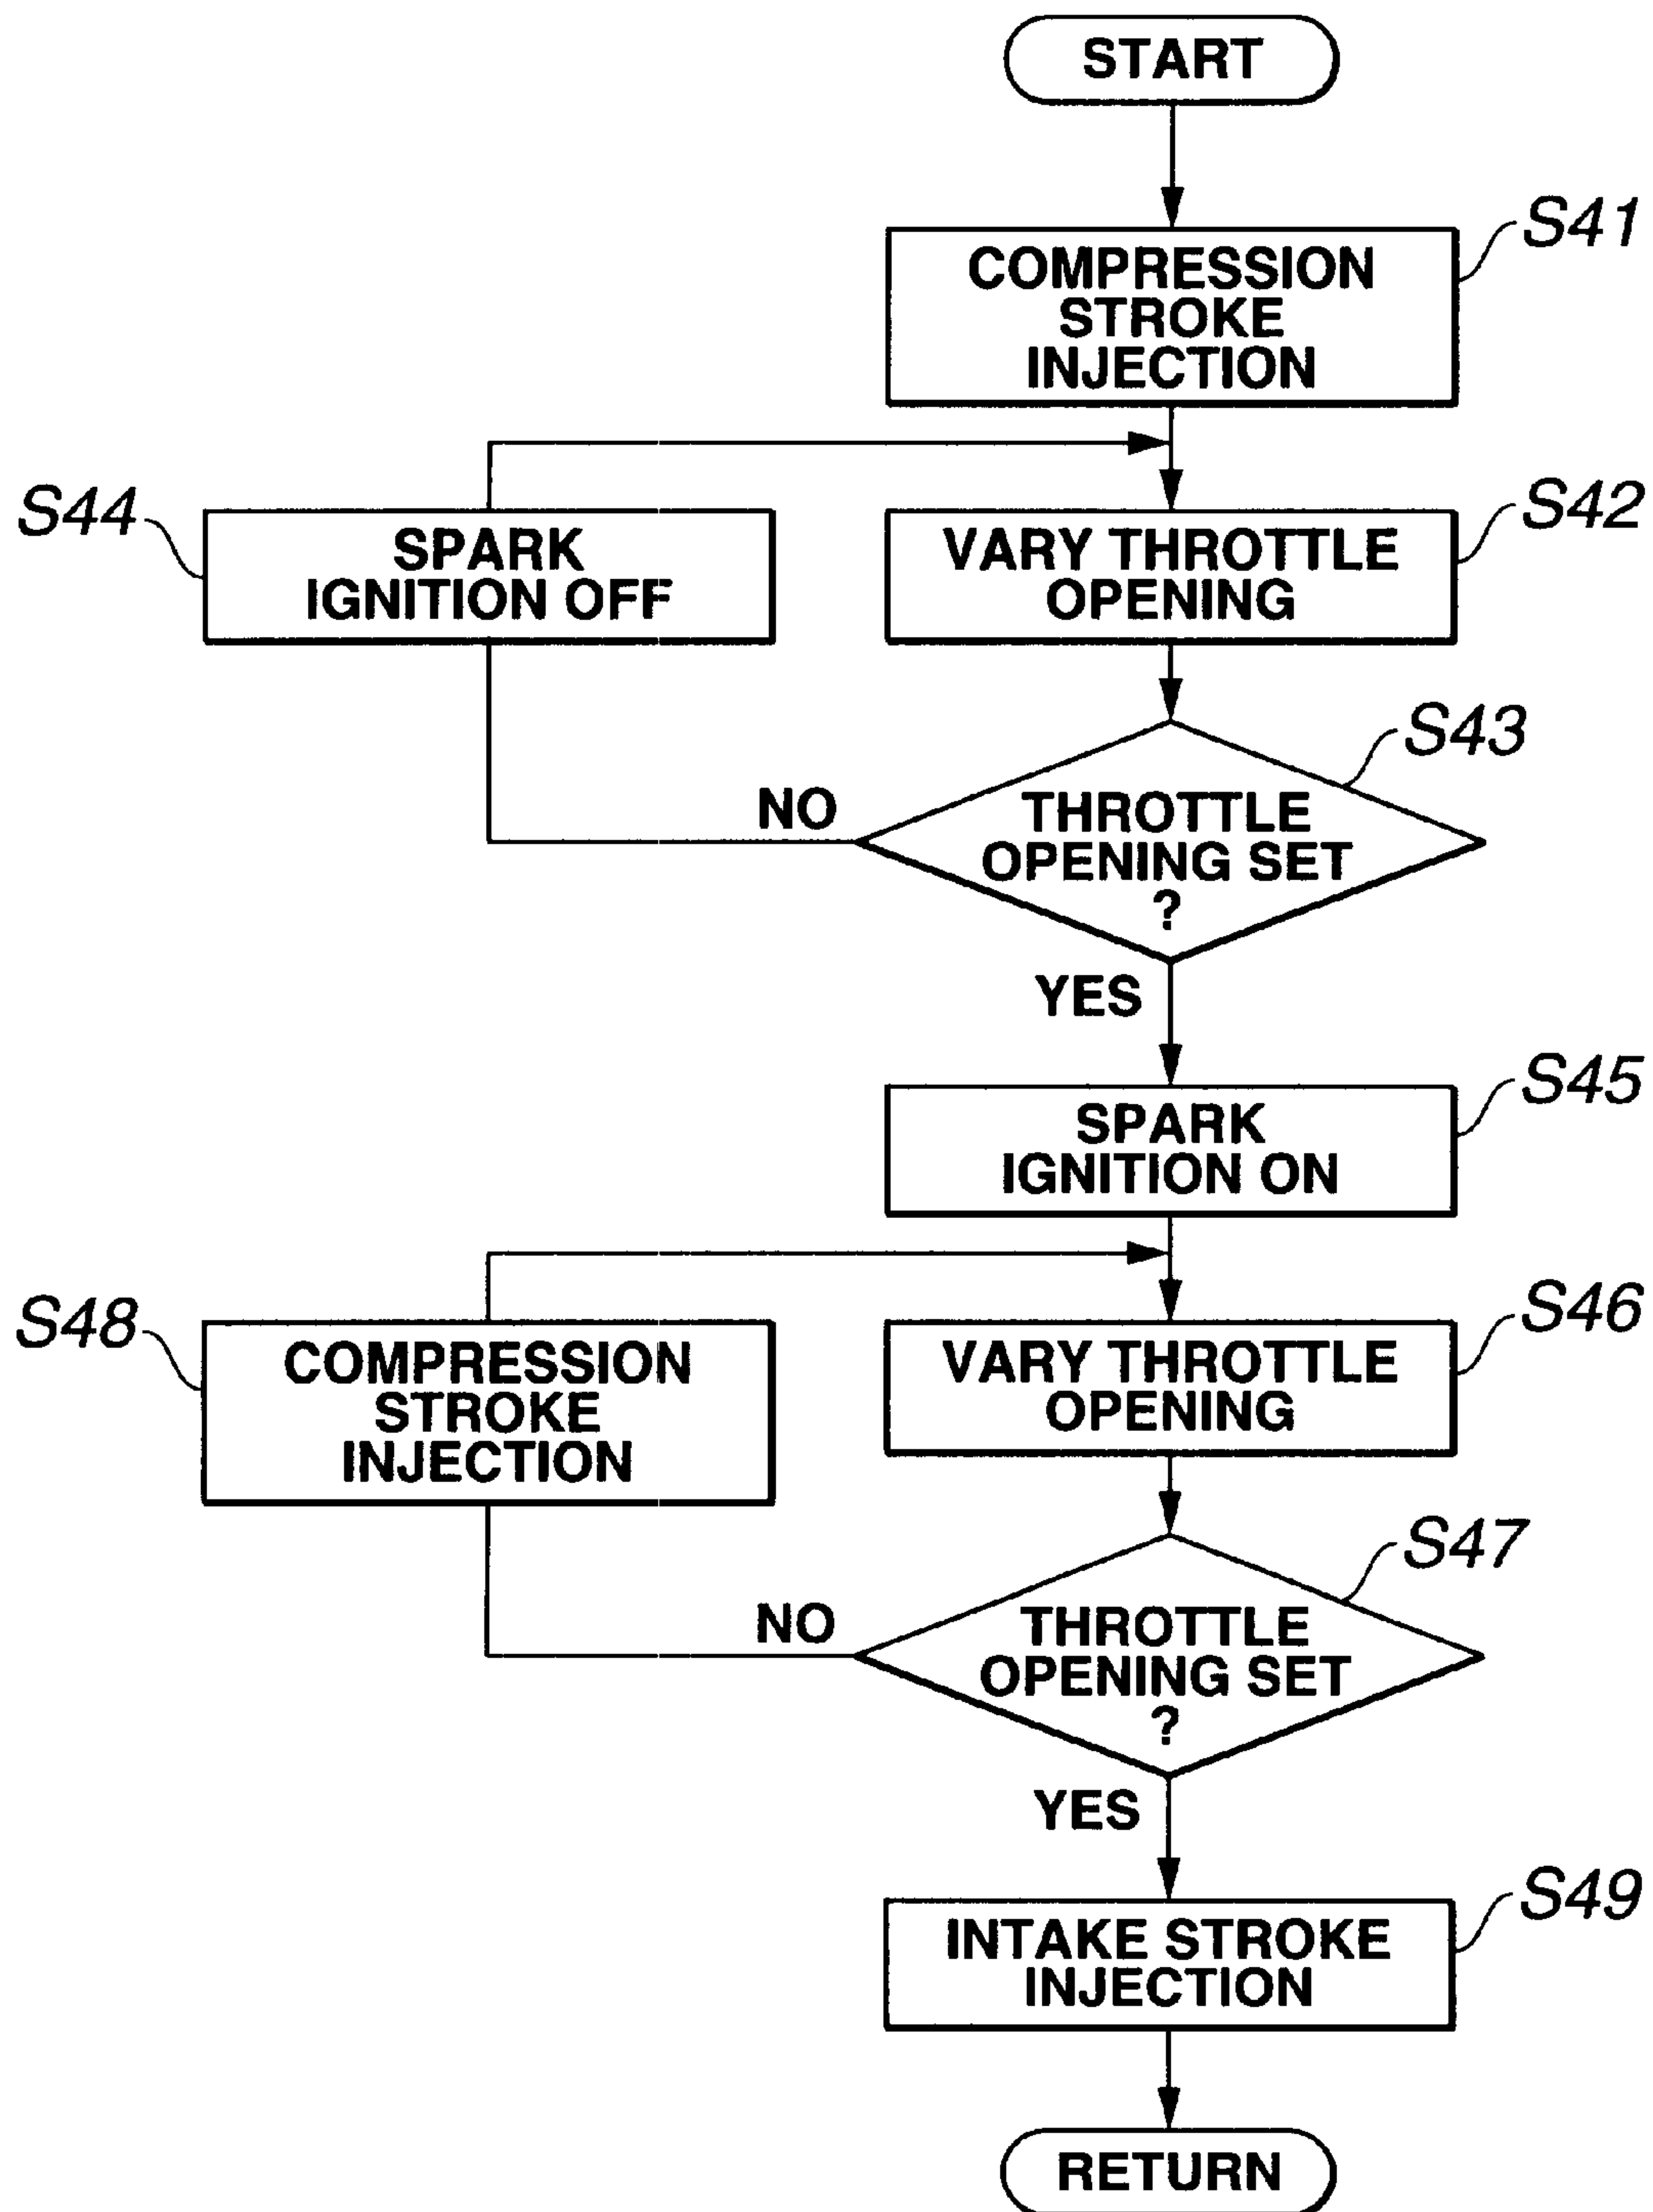 START
S41
COMPRESSION
STROKE
INJECTION
S44
SPARK
IGNITION OFF
S42
VARY THROTTLE
OPENING
S43
NO
THROTTLE
OPENING SET
?
YES
S45
SPARK
IGNITION ON
S48
COMPRESSION
STROKE
INJECTION
S46
VARY THROTTLE
OPENING
S47
NO
THROTTLE
OPENING SET
?
YES
S49
INTAKE STROKE
INJECTION
RETURN